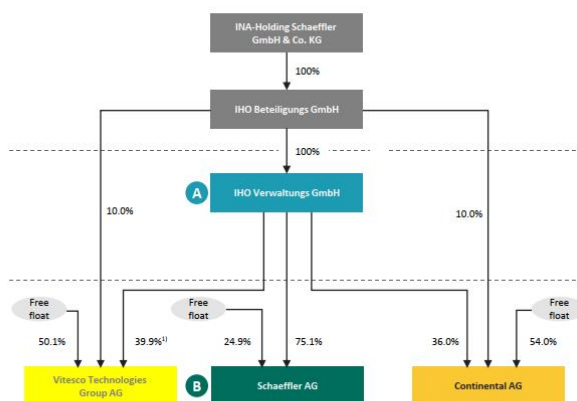 INA-Holding Schaeffler
GmbH & Co. KG
100%
IHO Beteiligungs GmbH
100%
A
IHO Verwaltungs GmbH
10.0%
10.0%
Free
float
Free
float
Free
float
50.1%
39.9%¹⁾
24.9%
75.1%
36.0%
54.0%
Vitesco Technologies
Group AG
B
Schaeffler AG
Continental AG